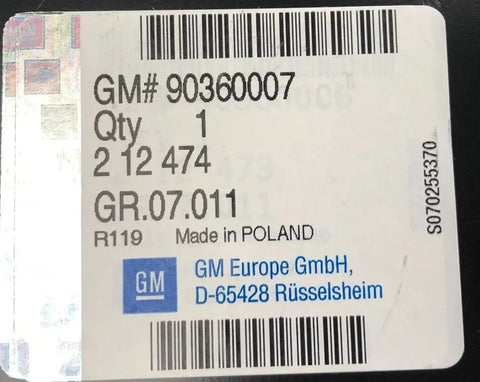 GM# 90360007
Qty 1
2 12 474
GR.07.011
R119 Made in POLAND
GM
GM Europe GmbH,
D-65428 Rüsselsheim
S070255370